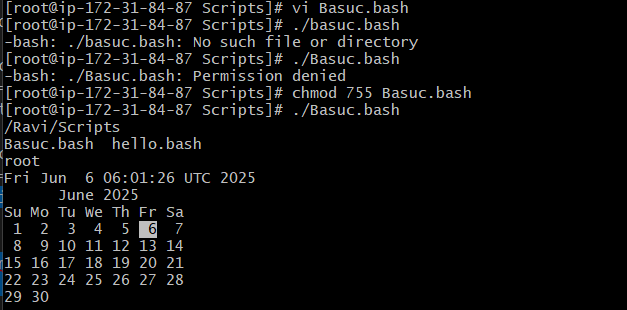 [root@ip-172-31-84-87 Scripts]# vi Basuc.bash
[root@ip-172-31-84-87 Scripts]# ./basuc.bash
-bash: ./basuc.bash: No such file or directory
[root@ip-172-31-84-87 Scripts]# ./Basuc.bash
-bash: ./Basuc.bash: Permission denied
[root@ip-172-31-84-87 Scripts]# chmod 755 Basuc.bash
[root@ip-172-31-84-87 Scripts]# ./Basuc.bash
/Ravi/Scripts
Basuc.bash  hello.bash
root
Fri Jun  6 06:01:26 UTC 2025
      June 2025
Su Mo Tu We Th Fr Sa
 1  2  3  4  5  6  7
 8  9 10 11 12 13 14
15 16 17 18 19 20 21
22 23 24 25 26 27 28
29 30